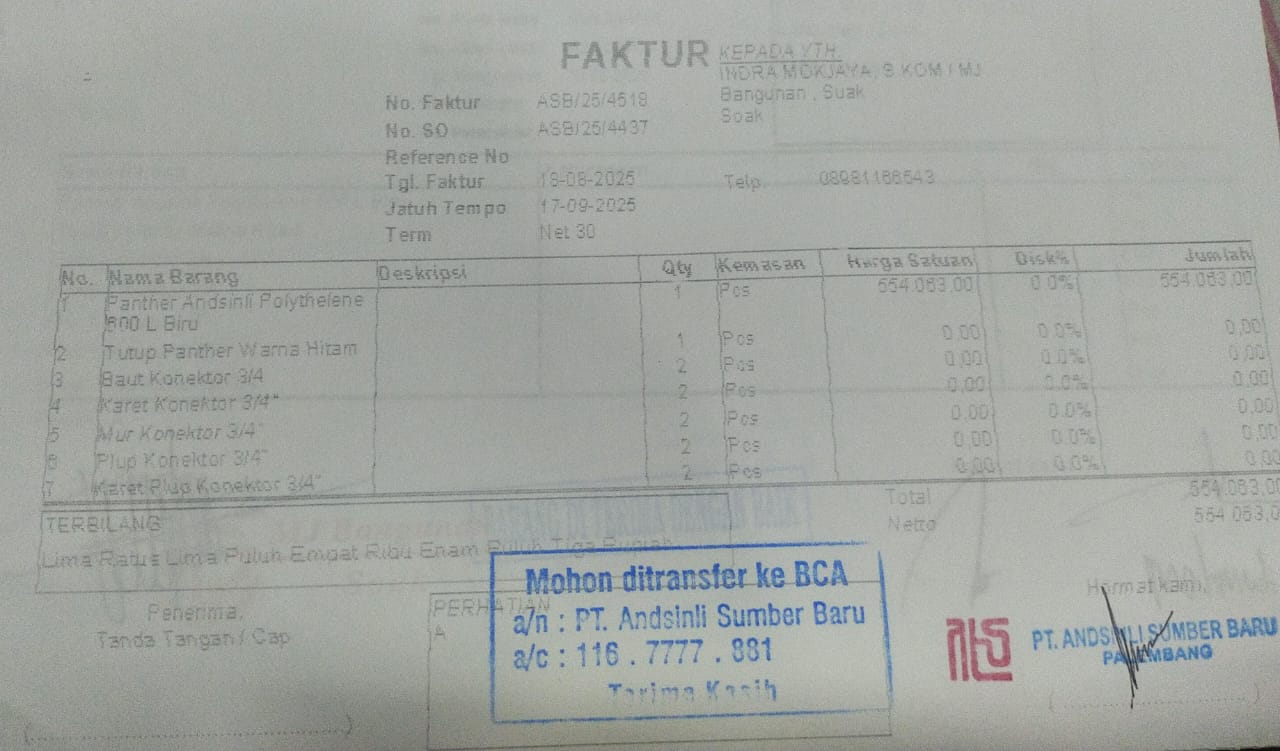 FAKTUR
KEPADA YTH.
INDRA MOKJAYA, S.KOM / MJ
Bangunan , Suak
Soak
No. Faktur ASB/25/4518
No. SO ASB/25/4437
Reference No
Tgl. Faktur 18-08-2025 Telp.
Jatuh Tempo 17-09-2025
Term Net 30
No. Nama Barang Deskripsi Qty Kemasan Harga Satuan Disk% Jumlah
1 Panther Andsinli Polythelene 1 Pcs 554.063,00 0.0% 554.063,00
600 L Biru
2 Tutup Panther Warna Hitam 1 Pcs 0,00 0.0% 0,00
3 Baut Konektor 3/4 2 Pcs 0,00 0.0% 0,00
4 Karet Konektor 3/4" 2 Pcs 0,00 0.0% 0,00
5 Mur Konektor 3/4" 2 Pcs 0,00 0.0% 0,00
6 Plup Konektor 3/4" 2 Pcs 0,00 0.0% 0,00
7 Karet Plup Konektor 3/4" 2 Pcs 0,00 0.0% 0,00
Total 554.063,00
Netto 554.063,0
TERBILANG
Lima Ratus Lima Puluh Empat Ribu Enam Puluh Tiga Rupiah
Penerima,
Tanda Tangan / Cap
PERHATIAN
A
Mohon ditransfer ke BCA
a/n : PT. Andsinli Sumber Baru
a/c : 116 . 7777 . 881
Terima Kasih
Hormat kami,
PT. ANDSINLI SUMBER BARU
PALEMBANG